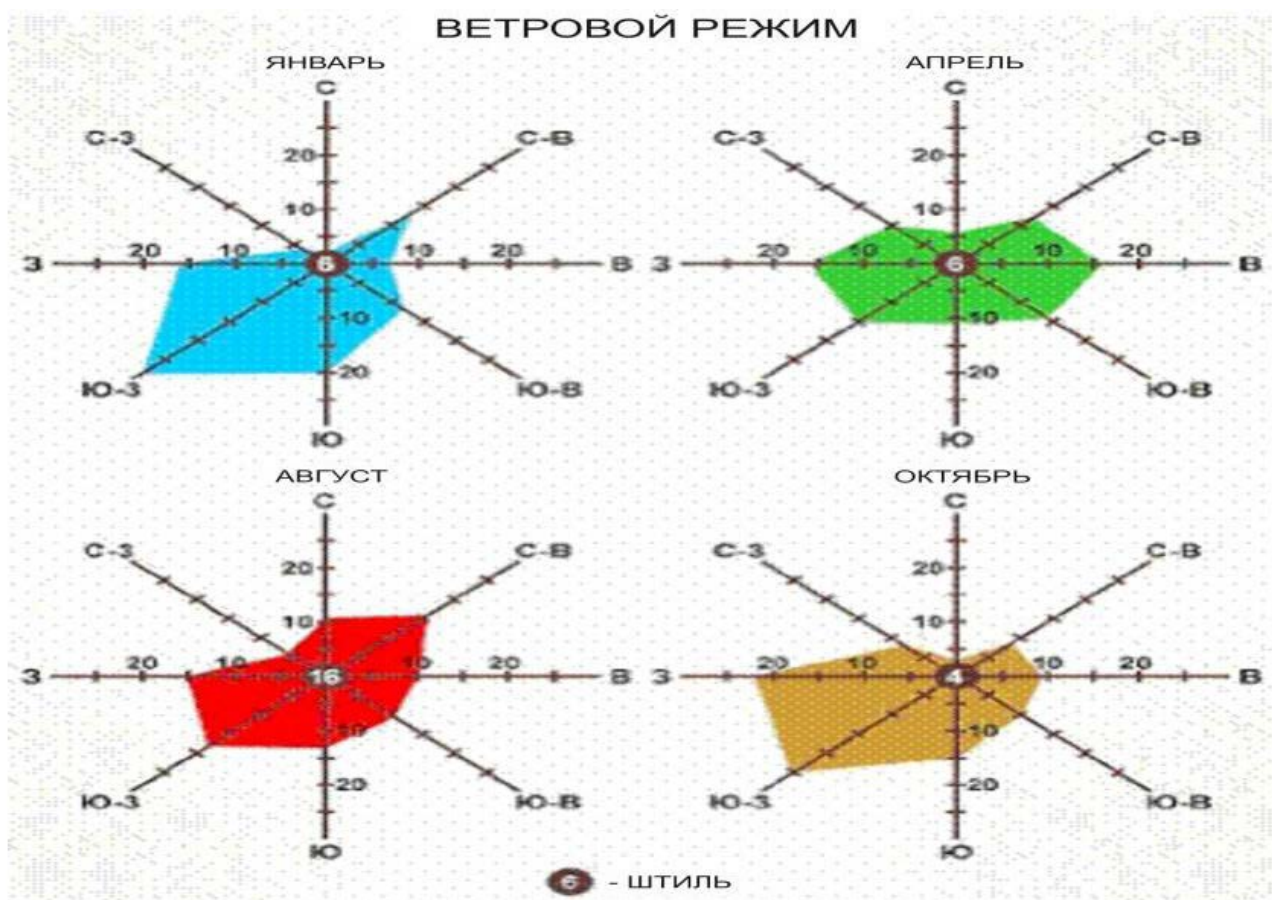 ВЕТРОВОЙ РЕЖИМ
ЯНВАРЬ
С
С-З
С-В
20
10
20 10 10 20
З 6 В
10
20
Ю-З
Ю-В
Ю
АПРЕЛЬ
С
С-З
С-В
20
10
20 10 10 20
З 6 В
10
20
Ю-З
Ю-В
Ю
АВГУСТ
С
С-З
С-В
20
10
20 10 10 20
З 16 В
10
20
Ю-З
Ю-В
Ю
ОКТЯБРЬ
С
С-З
С-В
20
10
20 10 10 20
З 4 В
10
20
Ю-З
Ю-В
Ю
6 - ШТИЛЬ